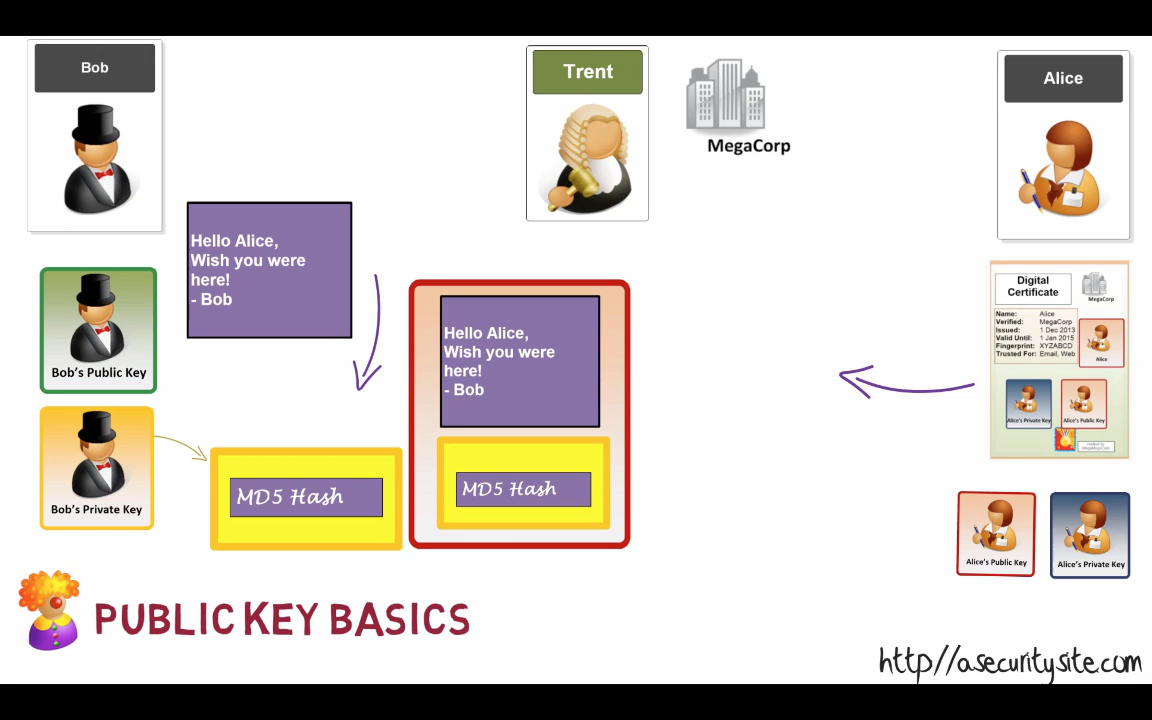 Bob
Trent
MegaCorp
Alice
Hello Alice,
Wish you were
here!
- Bob
Bob's Public Key
Bob's Private Key
MD5 Hash
Hello Alice,
Wish you were
here!
- Bob
MD5 Hash
Digital
Certificate
MegaCorp
Name: Alice
Verified: MegaCorp
Issued: 1 Dec 2013
Valid Until: 1 Jan 2015
Fingerprint: XYZABCD
Trusted For: Email, Web
Alice
Alice's Private Key
Alice's Public Key
Alice's Public Key
Alice's Private Key
PUBLIC KEY BASICS
http//asecuritysite.com